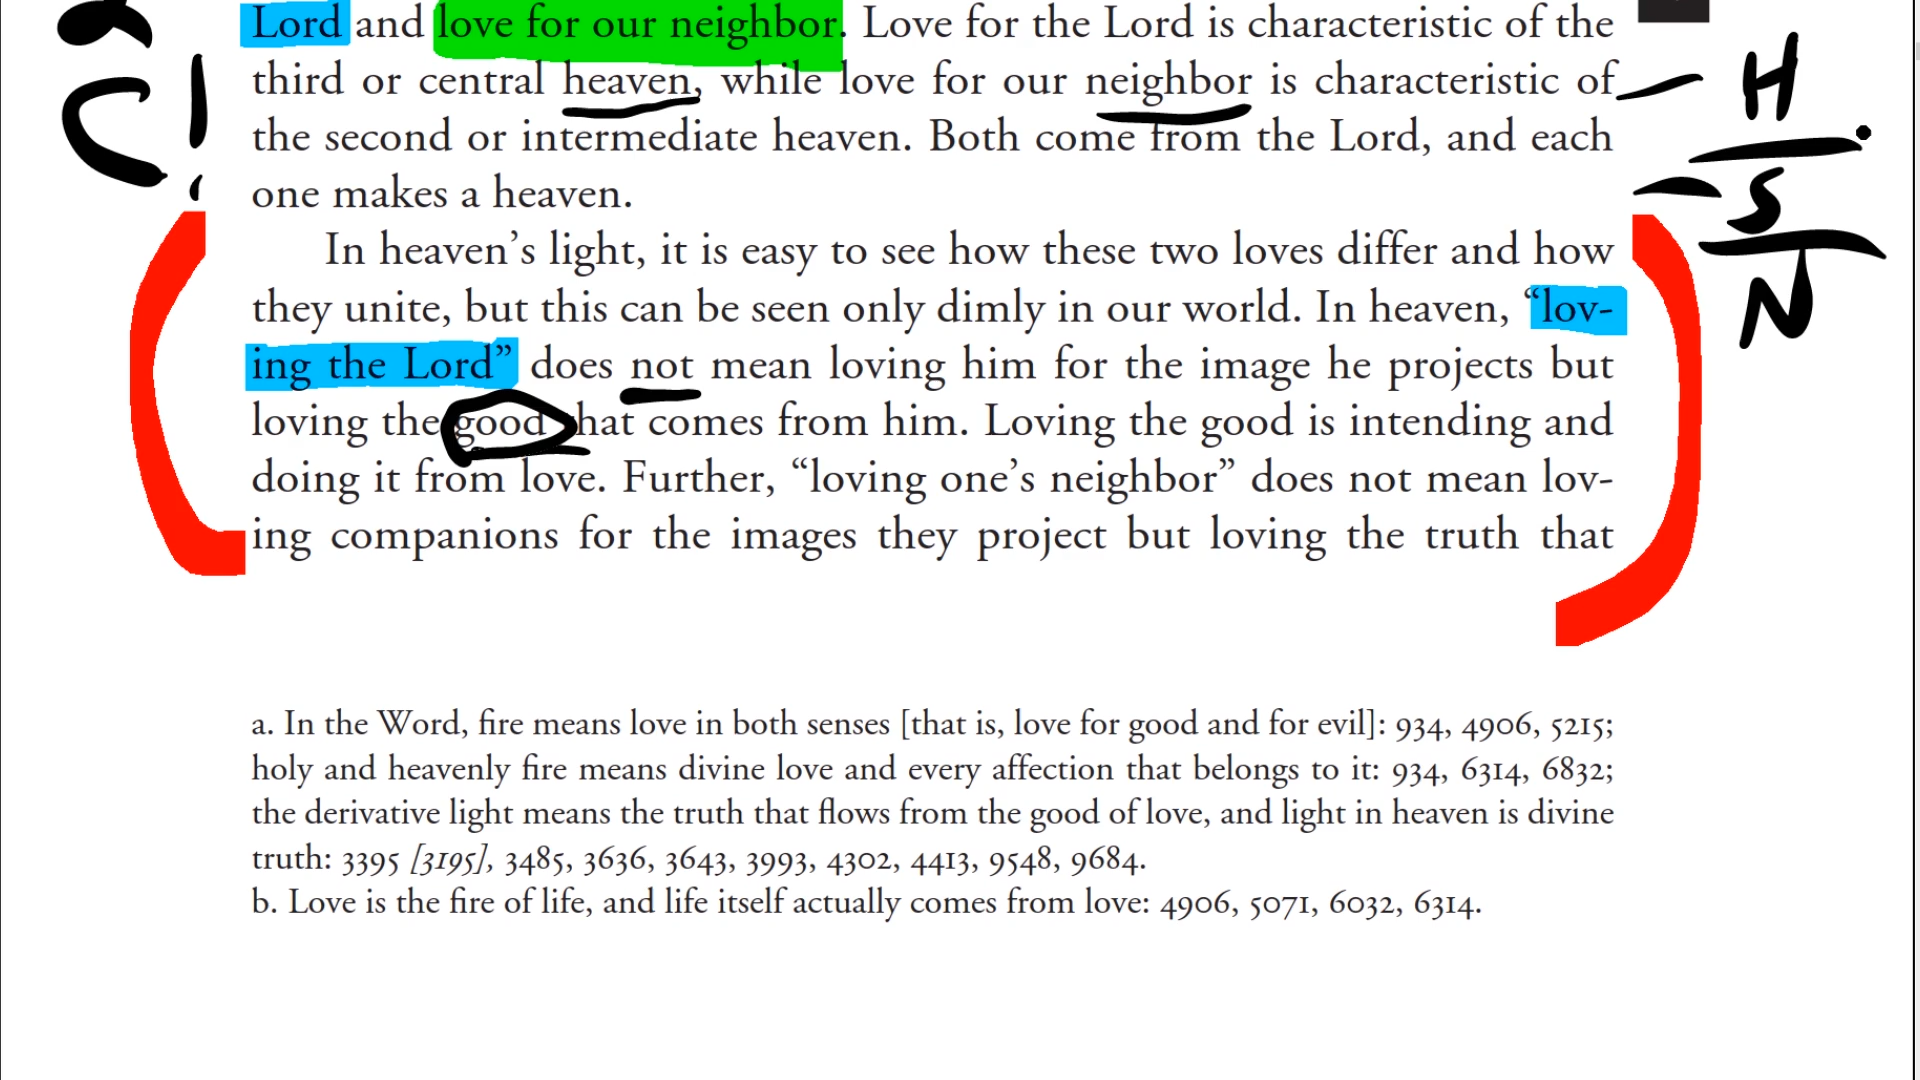 Lord and love for our neighbor. Love for the Lord is characteristic of the
third or central heaven, while love for our neighbor is characteristic of
the second or intermediate heaven. Both come from the Lord, and each
one makes a heaven.
In heaven’s light, it is easy to see how these two loves differ and how
they unite, but this can be seen only dimly in our world. In heaven, “lov-
ing the Lord” does not mean loving him for the image he projects but
loving the good that comes from him. Loving the good is intending and
doing it from love. Further, “loving one’s neighbor” does not mean lov-
ing companions for the images they project but loving the truth that
a. In the Word, fire means love in both senses [that is, love for good and for evil]: 934, 4906, 5215;
holy and heavenly fire means divine love and every affection that belongs to it: 934, 6314, 6832;
the derivative light means the truth that flows from the good of love, and light in heaven is divine
truth: 3395 [3195], 3485, 3636, 3643, 3993, 4302, 4413, 9548, 9684.
b. Love is the fire of life, and life itself actually comes from love: 4906, 5071, 6032, 6314.
C!
H
S
N